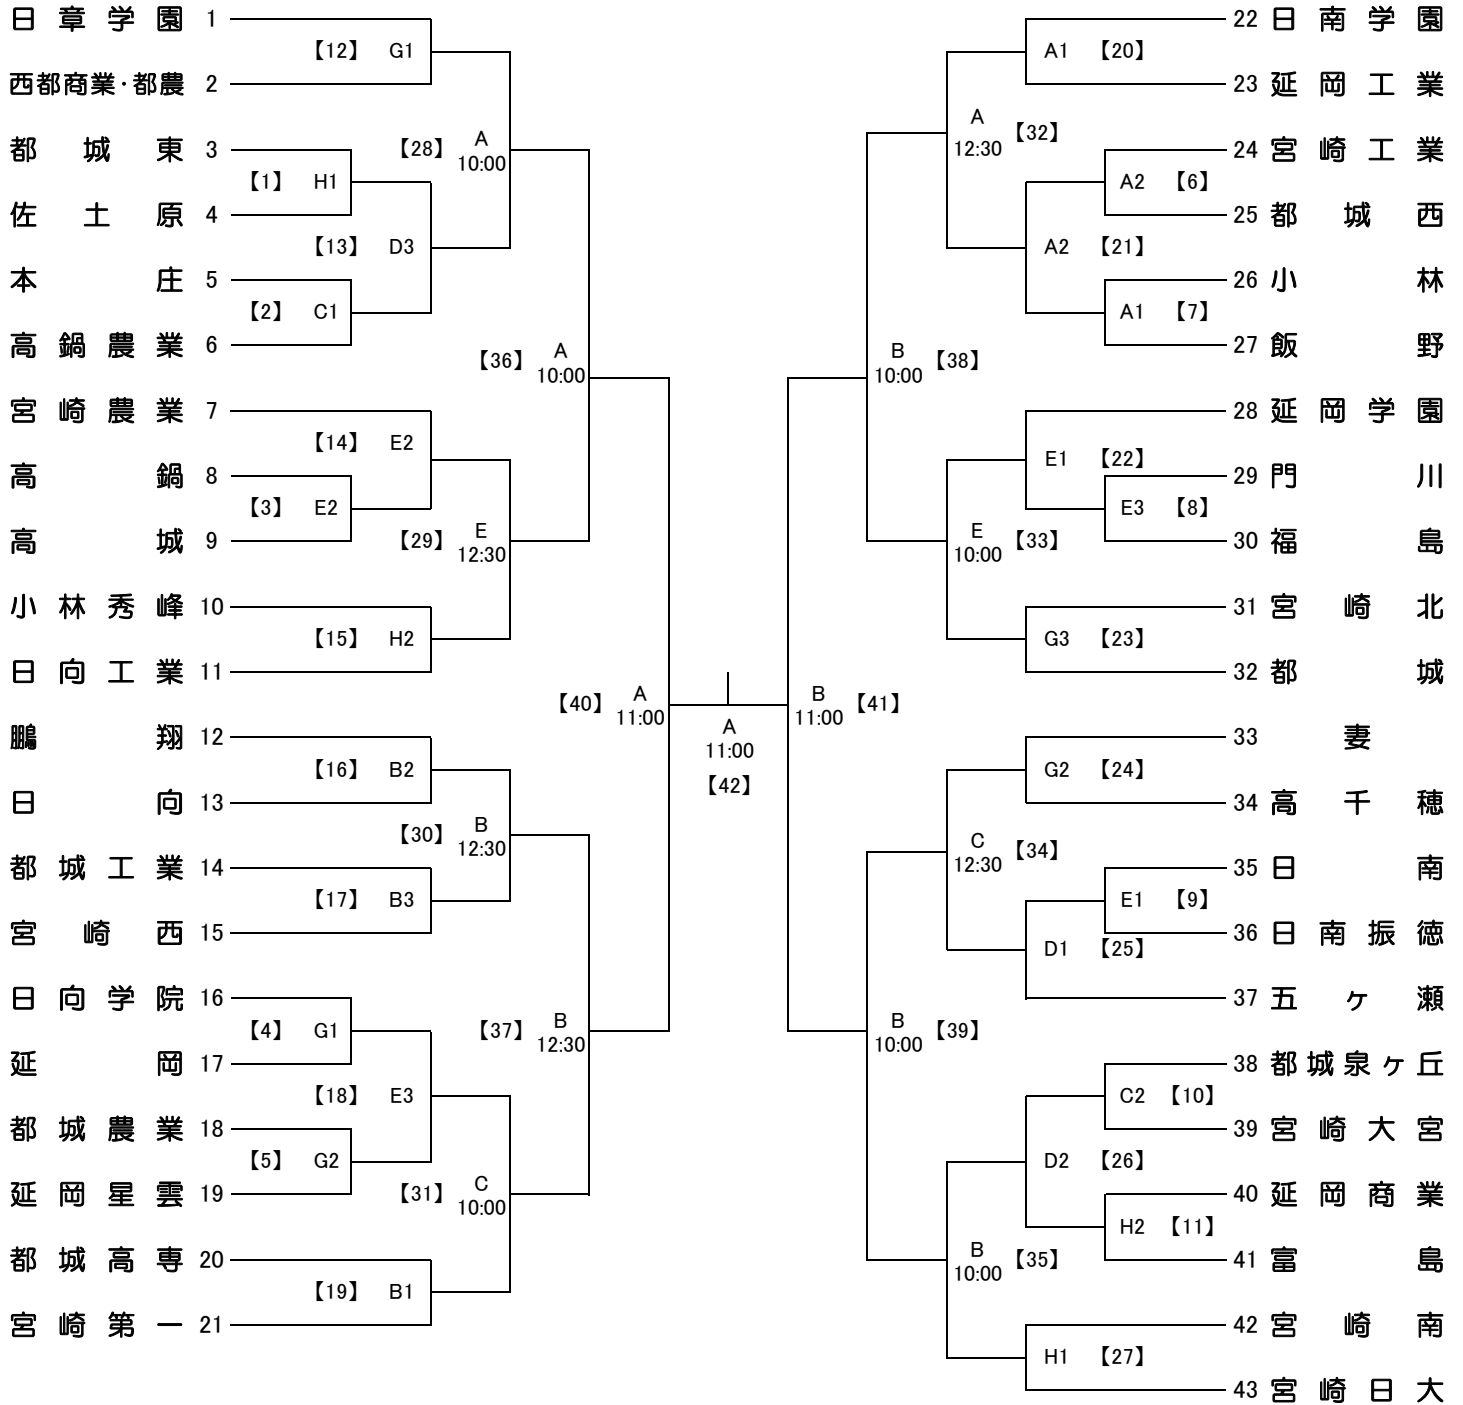 日章学園 1
【12】 G1
西都商業・都農 2
【28】 A 10:00
都城東 3
【1】 H1
佐土原 4
【13】 D3
本庄 5
【2】 C1
高鍋農業 6
【36】 A 10:00
宮崎農業 7
【14】 E2
高鍋 8
【3】 E2
高城 9
【29】 E 12:30
小林秀峰 10
【15】 H2
日向工業 11
【40】 A 11:00
鵬翔 12
【16】 B2
日向 13
【30】 B 12:30
都城工業 14
【17】 B3
宮崎西 15
日向学院 16
【4】 G1
【37】 B 12:30
延岡 17
【18】 E3
都城農業 18
【5】 G2
延岡星雲 19
【31】 C 10:00
都城高専 20
【19】 B1
宮崎第一 21
A
11:00
【42】
22 日南学園
A1 【20】
23 延岡工業
A 12:30 【32】
24 宮崎工業
A2 【6】
25 都城西
A2 【21】
26 小林
A1 【7】
27 飯野
B 10:00 【38】
28 延岡学園
E1 【22】
29 門川
E3 【8】
30 福島
E 10:00 【33】
31 宮崎北
G3 【23】
32 都城
B 11:00 【41】
33 妻
G2 【24】
34 高千穂
C 12:30 【34】
35 日南
E1 【9】
36 日南振徳
D1 【25】
37 五ヶ瀬
B 10:00 【39】
38 都城泉ヶ丘
C2 【10】
39 宮崎大宮
D2 【26】
40 延岡商業
H2 【11】
41 富島
B 10:00 【35】
42 宮崎南
H1 【27】
43 宮崎日大